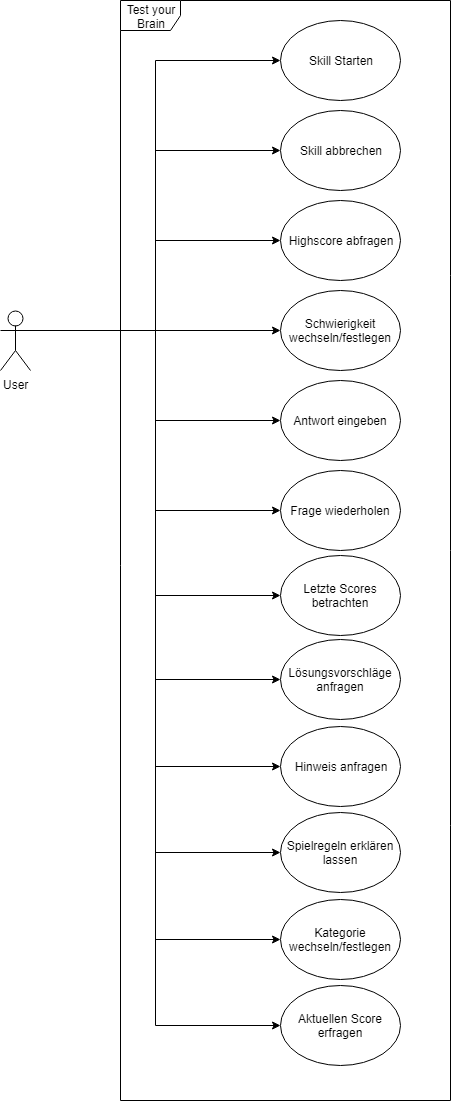 Test your
Brain
Skill Starten
Skill abbrechen
Highscore abfragen
Schwierigkeit
wechseln/festlegen
User
Antwort eingeben
Frage wiederholen
Letzte Scores
betrachten
Lösungsvorschläge
anfragen
Hinweis anfragen
Spielregeln erklären
lassen
Kategorie
wechseln/festlegen
Aktuellen Score
erfragen